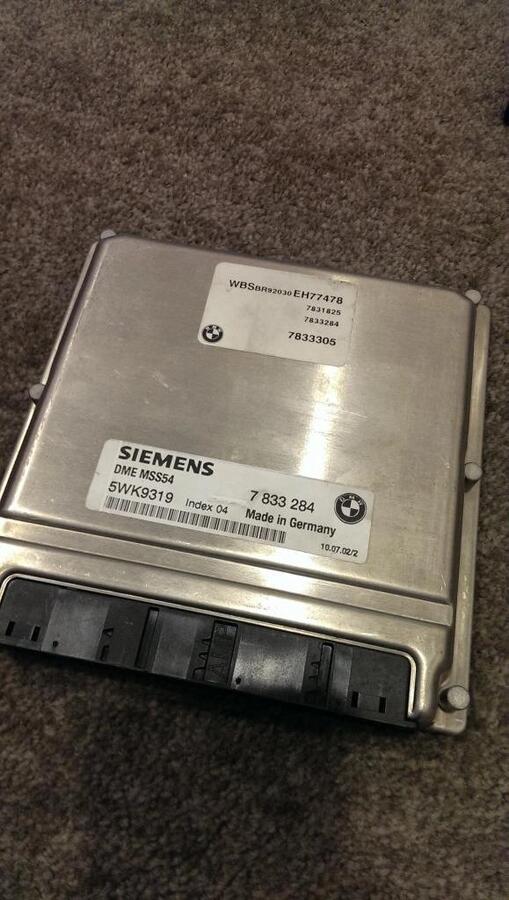 WBSBR92030EH77478
7831825
7833284
7833305
SIEMENS
DME MSS54
5WK9319 Index 04
7 833 284
Made in Germany
10.07.02/2